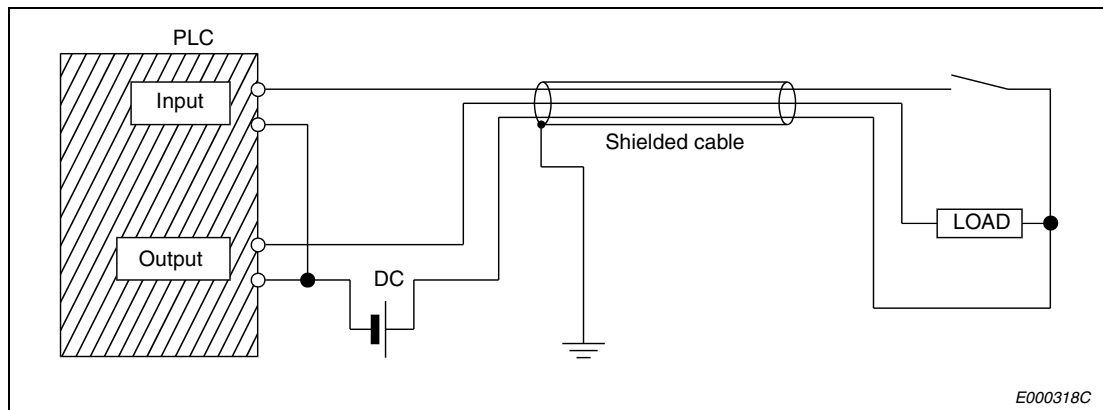 PLC
Input
Shielded cable
LOAD
Output
DC
E000318C